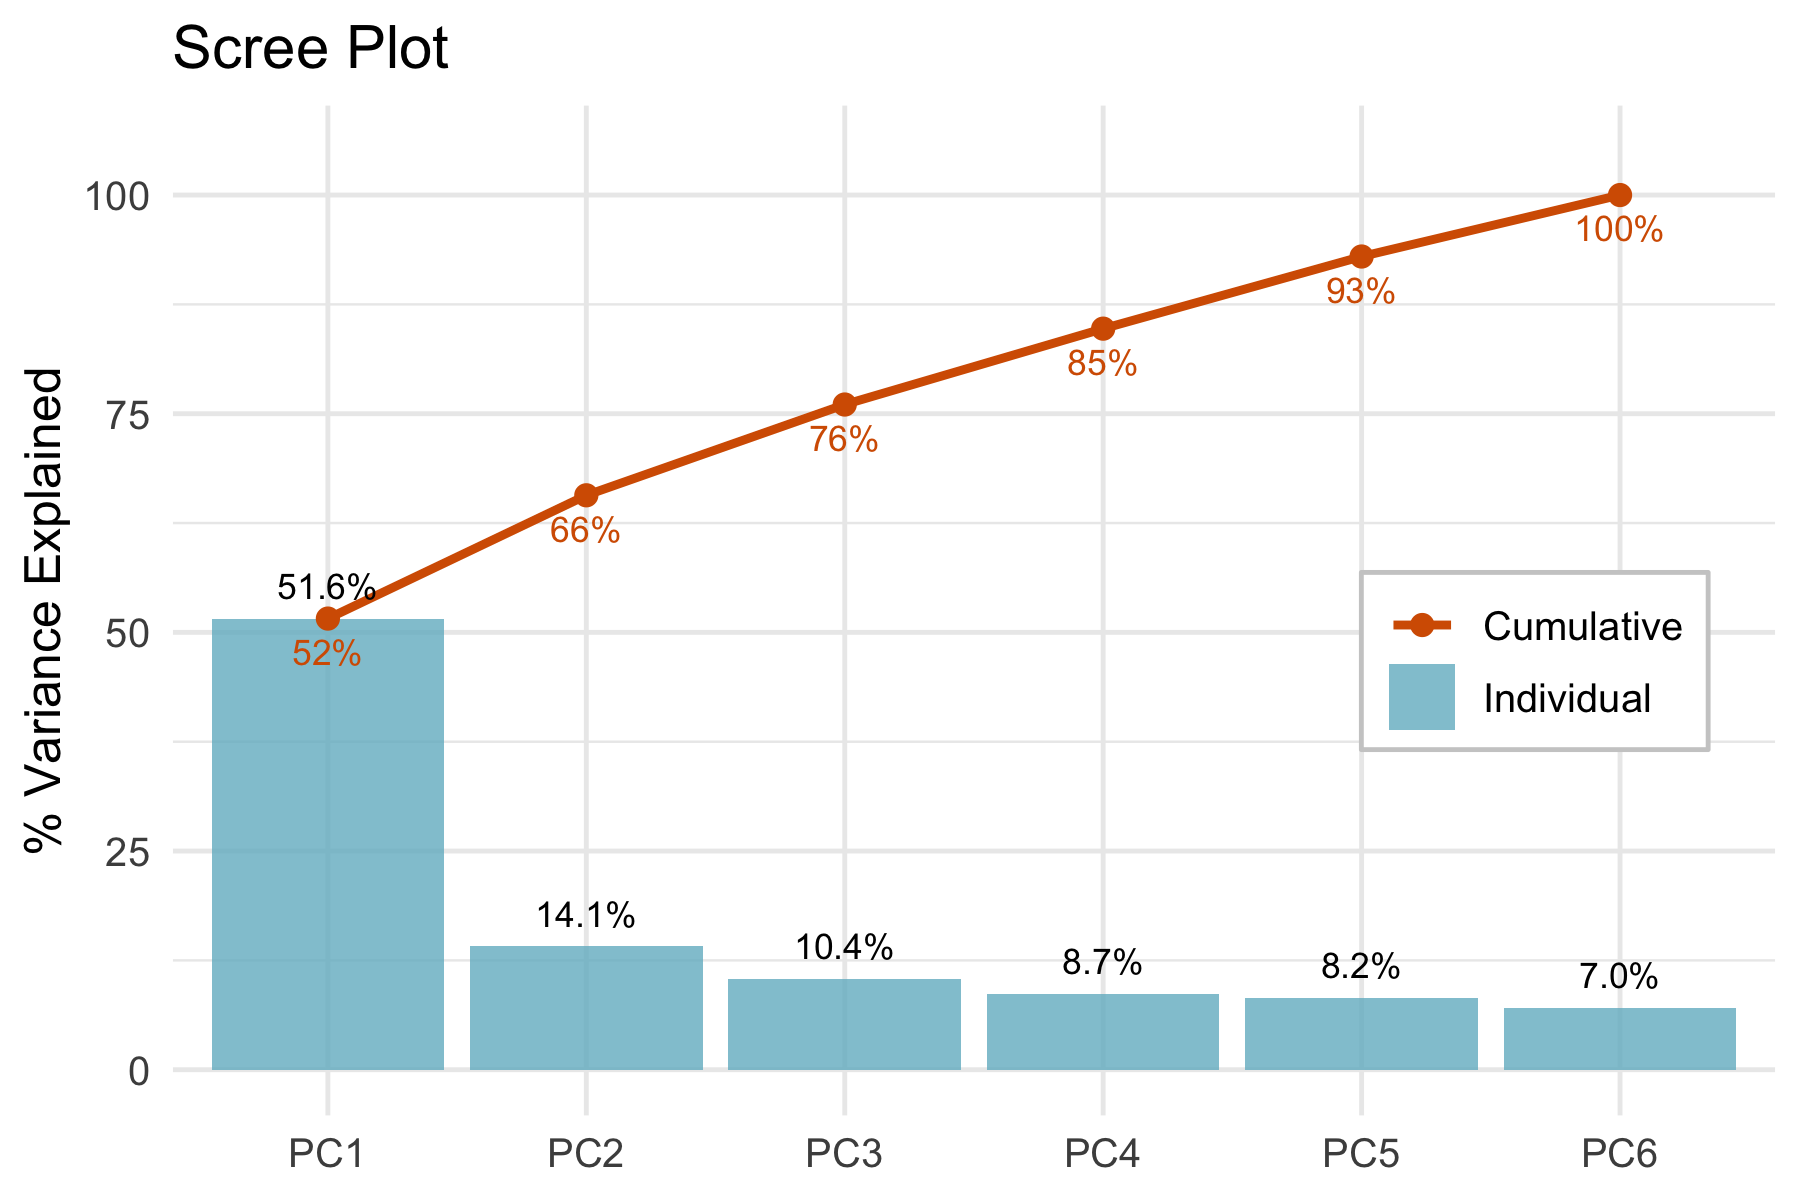 Scree Plot
% Variance Explained
100
75
50
25
0
100%
93%
85%
76%
66%
51.6%
52%
Cumulative
Individual
14.1%
10.4%
8.7%
8.2%
7.0%
PC1
PC2
PC3
PC4
PC5
PC6